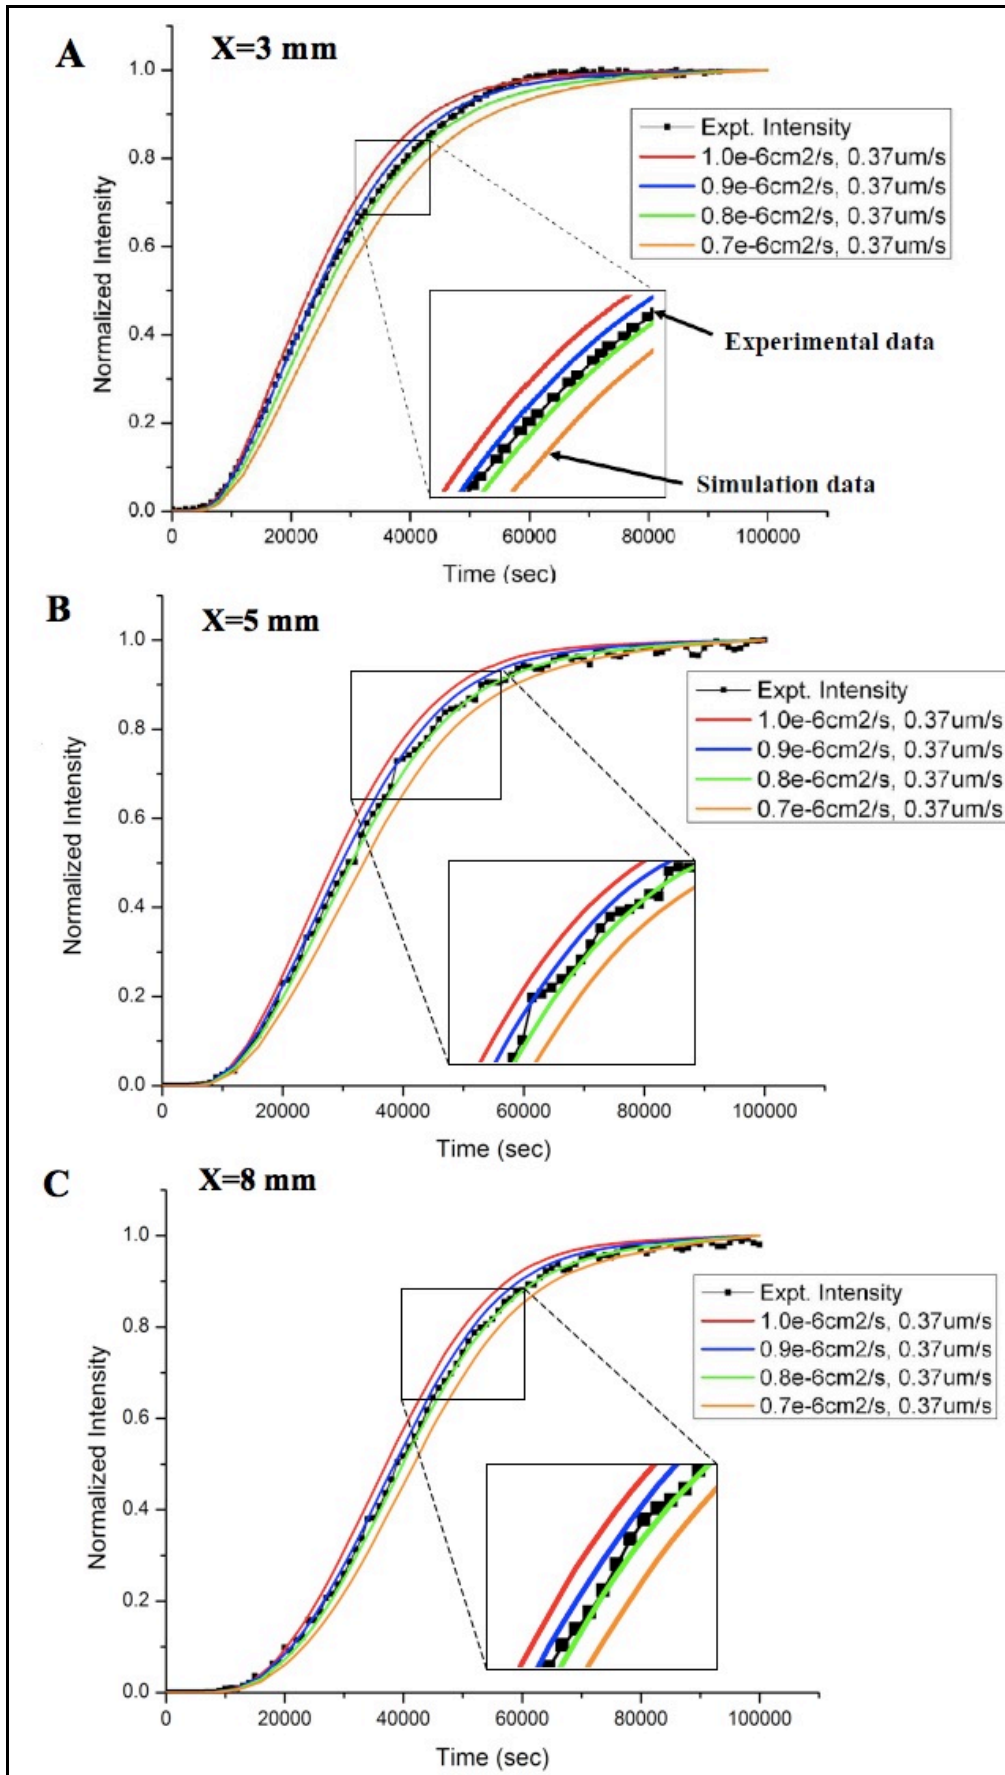 A
X=3 mm
1.0
0.8
0.6
0.4
0.2
0.0
Normalized Intensity
Expt. Intensity
1.0e-6cm2/s, 0.37um/s
0.9e-6cm2/s, 0.37um/s
0.8e-6cm2/s, 0.37um/s
0.7e-6cm2/s, 0.37um/s
Experimental data
Simulation data
0 20000 40000 60000 80000 100000
Time (sec)
B
X=5 mm
1.0
0.8
0.6
0.4
0.2
0.0
Normalized Intensity
Expt. Intensity
1.0e-6cm2/s, 0.37um/s
0.9e-6cm2/s, 0.37um/s
0.8e-6cm2/s, 0.37um/s
0.7e-6cm2/s, 0.37um/s
0 20000 40000 60000 80000 100000
Time (sec)
C
X=8 mm
1.0
0.8
0.6
0.4
0.2
0.0
Normalized Intensity
Expt. Intensity
1.0e-6cm2/s, 0.37um/s
0.9e-6cm2/s, 0.37um/s
0.8e-6cm2/s, 0.37um/s
0.7e-6cm2/s, 0.37um/s
0 20000 40000 60000 80000 100000
Time (sec)